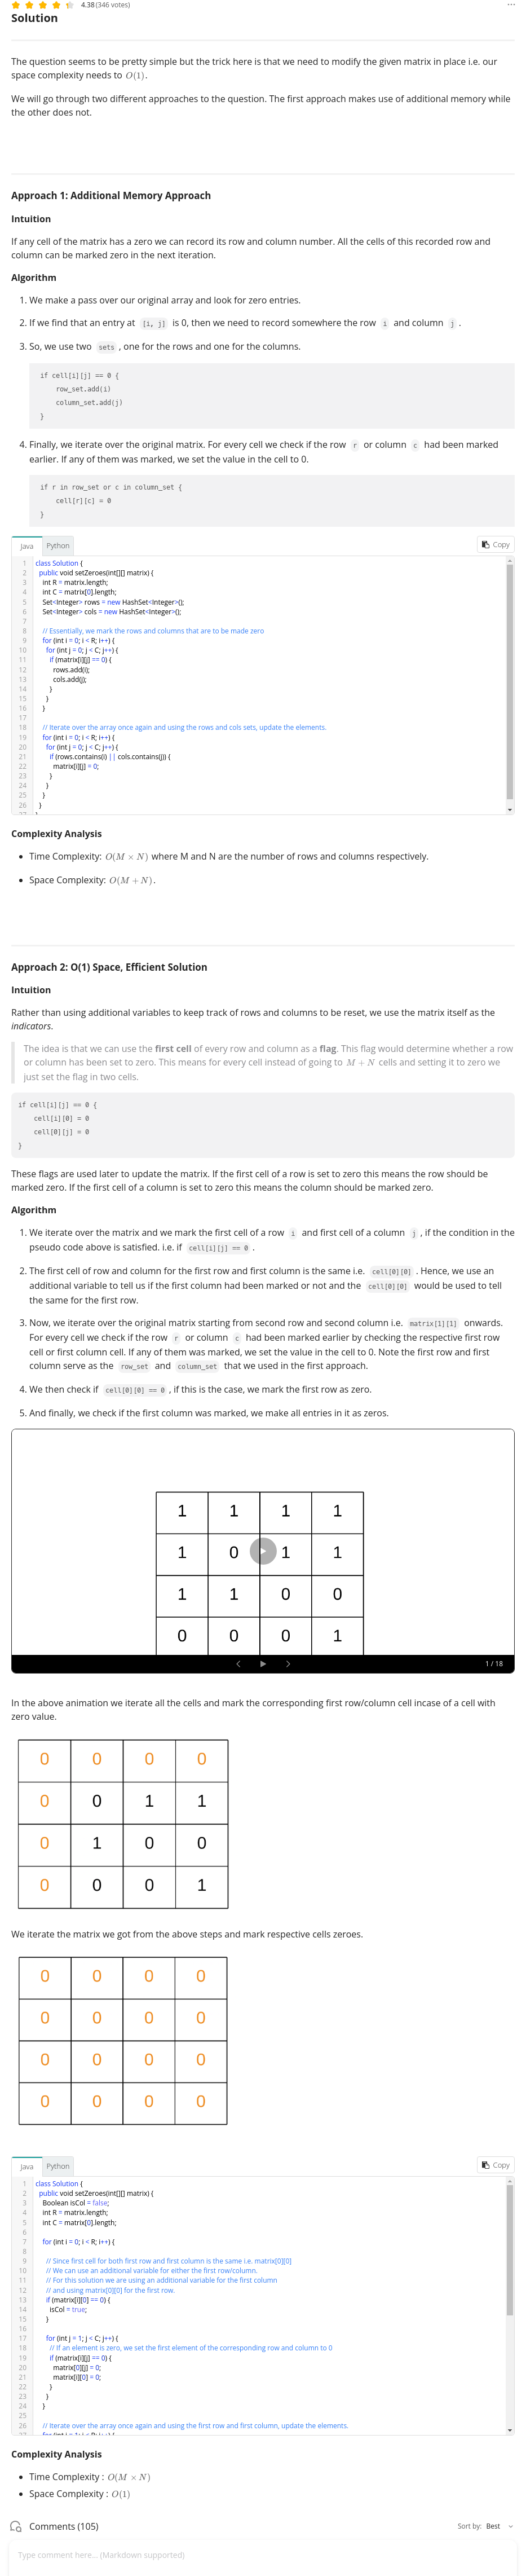 4.38 (346 votes)
Solution
The question seems to be pretty simple but the trick here is that we need to modify the given matrix in place i.e. our
space complexity needs to O(1).
We will go through two different approaches to the question. The first approach makes use of additional memory while
the other does not.
Approach 1: Additional Memory Approach
Intuition
If any cell of the matrix has a zero we can record its row and column number. All the cells of this recorded row and
column can be marked zero in the next iteration.
Algorithm
1. We make a pass over our original array and look for zero entries.
2. If we find that an entry at [i, j] is 0, then we need to record somewhere the row i and column j .
3. So, we use two sets , one for the rows and one for the columns.
if cell[i][j] == 0 {
row_set.add(i)
column_set.add(j)
}
4. Finally, we iterate over the original matrix. For every cell we check if the row r or column c had been marked
earlier. If any of them was marked, we set the value in the cell to 0.
if r in row_set or c in column_set {
cell[r][c] = 0
}
Java Python Copy
1 class Solution {
2 public void setZeroes(int[][] matrix) {
3 int R = matrix.length;
4 int C = matrix[0].length;
5 Set<Integer> rows = new HashSet<Integer>();
6 Set<Integer> cols = new HashSet<Integer>();
7
8 // Essentially, we mark the rows and columns that are to be made zero
9 for (int i = 0; i < R; i++) {
10 for (int j = 0; j < C; j++) {
11 if (matrix[i][j] == 0) {
12 rows.add(i);
13 cols.add(j);
14 }
15 }
16 }
17
18 // Iterate over the array once again and using the rows and cols sets, update the elements.
19 for (int i = 0; i < R; i++) {
20 for (int j = 0; j < C; j++) {
21 if (rows.contains(i) || cols.contains(j)) {
22 matrix[i][j] = 0;
23 }
24 }
25 }
26 }
27 }
Complexity Analysis
• Time Complexity: O(M × N) where M and N are the number of rows and columns respectively.
• Space Complexity: O(M + N).
Approach 2: O(1) Space, Efficient Solution
Intuition
Rather than using additional variables to keep track of rows and columns to be reset, we use the matrix itself as the
indicators.
The idea is that we can use the first cell of every row and column as a flag. This flag would determine whether a row
or column has been set to zero. This means for every cell instead of going to M + N cells and setting it to zero we
just set the flag in two cells.
if cell[i][j] == 0 {
cell[i][0] = 0
cell[0][j] = 0
}
These flags are used later to update the matrix. If the first cell of a row is set to zero this means the row should be
marked zero. If the first cell of a column is set to zero this means the column should be marked zero.
Algorithm
1. We iterate over the matrix and we mark the first cell of a row i and first cell of a column j , if the condition in the
pseudo code above is satisfied. i.e. if cell[i][j] == 0 .
2. The first cell of row and column for the first row and first column is the same i.e. cell[0][0] . Hence, we use an
additional variable to tell us if the first column had been marked or not and the cell[0][0] would be used to tell
the same for the first row.
3. Now, we iterate over the original matrix starting from second row and second column i.e. matrix[1][1] onwards.
For every cell we check if the row r or column c had been marked earlier by checking the respective first row
cell or first column cell. If any of them was marked, we set the value in the cell to 0. Note the first row and first
column serve as the row_set and column_set that we used in the first approach.
4. We then check if cell[0][0] == 0 , if this is the case, we mark the first row as zero.
5. And finally, we check if the first column was marked, we make all entries in it as zeros.
1 1 1 1
1 0 1 1
1 1 0 0
0 0 0 1
1 / 18
In the above animation we iterate all the cells and mark the corresponding first row/column cell incase of a cell with
zero value.
0 0 0 0
0 0 1 1
0 1 0 0
0 0 0 1
We iterate the matrix we got from the above steps and mark respective cells zeroes.
0 0 0 0
0 0 0 0
0 0 0 0
0 0 0 0
Java Python Copy
1 class Solution {
2 public void setZeroes(int[][] matrix) {
3 Boolean isCol = false;
4 int R = matrix.length;
5 int C = matrix[0].length;
6
7 for (int i = 0; i < R; i++) {
8
9 // Since first cell for both first row and first column is the same i.e. matrix[0][0]
10 // We can use an additional variable for either the first row/column.
11 // For this solution we are using an additional variable for the first column
12 // and using matrix[0][0] for the first row.
13 if (matrix[i][0] == 0) {
14 isCol = true;
15 }
16
17 for (int j = 1; j < C; j++) {
18 // If an element is zero, we set the first element of the corresponding row and column to 0
19 if (matrix[i][j] == 0) {
20 matrix[0][j] = 0;
21 matrix[i][0] = 0;
22 }
23 }
24 }
25
26 // Iterate over the array once again and using the first row and first column, update the elements.
27 for (int i = 1; i < R; i++) {
Complexity Analysis
• Time Complexity : O(M × N)
• Space Complexity : O(1)
Comments (105) Sort by: Best
Type comment here... (Markdown supported)